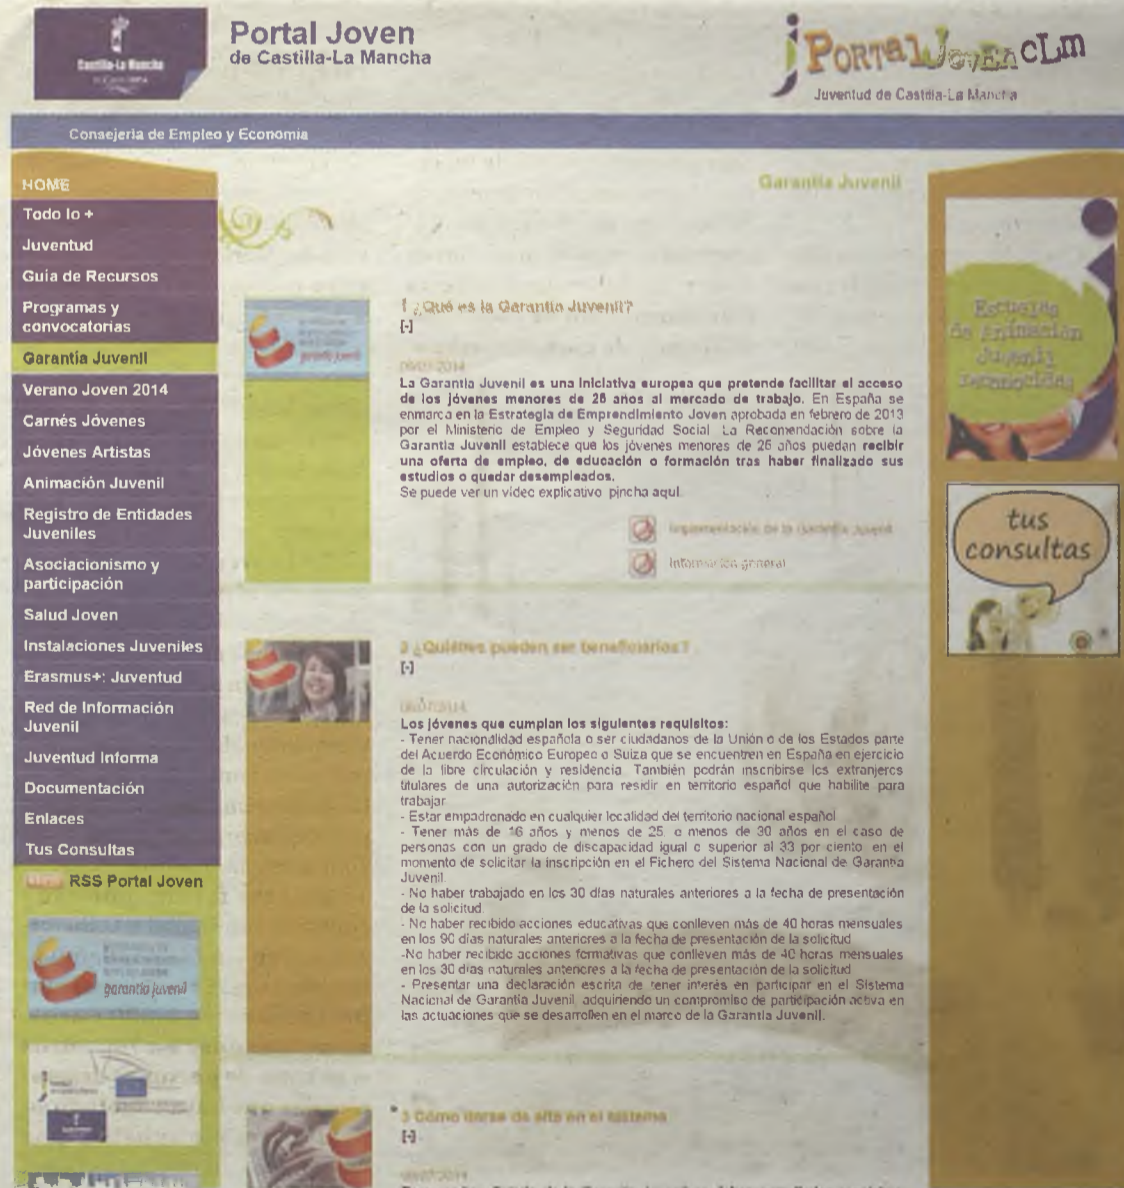 Castilla-La Mancha
Portal Joven
de Castilla-La Mancha
PORTALJOVENCLM
Juventud de Castilla-La Mancha
Consejería de Empleo y Economía
HOME
Todo lo +
Juventud
Guía de Recursos
Programas y
convocatorias
Garantía Juvenil
Verano Joven 2014
Carnés Jóvenes
Jóvenes Artistas
Animación Juvenil
Registro de Entidades
Juveniles
Asociacionismo y
participación
Salud Joven
Instalaciones Juveniles
Erasmus+: Juventud
Red de Información
Juvenil
Juventud Informa
Documentación
Enlaces
Tus Consultas
RSS Portal Joven
garantía juvenil
Garantía Juvenil
garantía juvenil
1 ¿Qué es la Garantía Juvenil?
[-]
La Garantía Juvenil es una iniciativa europea que pretende facilitar el acceso
de los jóvenes menores de 25 años al mercado de trabajo. En España se
enmarca en la Estrategia de Emprendimiento Joven aprobada en febrero de 2013
por el Ministerio de Empleo y Seguridad Social. La Recomendación sobre la
Garantía Juvenil establece que los jóvenes menores de 25 años puedan recibir
una oferta de empleo, de educación o formación tras haber finalizado sus
estudios o quedar desempleados.
Se puede ver un vídeo explicativo pincha aquí.
Implementación de la Garantía Juvenil
Información general
2 ¿Quiénes pueden ser beneficiarios?
[-]
Los jóvenes que cumplan los siguientes requisitos:
- Tener nacionalidad española o ser ciudadanos de la Unión o de los Estados parte
del Acuerdo Económico Europeo o Suiza que se encuentren en España en ejercicio
de la libre circulación y residencia. También podrán inscribirse los extranjeros
titulares de una autorización para residir en territorio español que habilite para
trabajar.
- Estar empadronado en cualquier localidad del territorio nacional español
- Tener más de 16 años y menos de 25, o menos de 30 años en el caso de
personas con un grado de discapacidad igual o superior al 33 por ciento, en el
momento de solicitar la inscripción en el Fichero del Sistema Nacional de Garantía
Juvenil.
- No haber trabajado en los 30 días naturales anteriores a la fecha de presentación
de la solicitud.
- No haber recibido acciones educativas que conlleven más de 40 horas mensuales
en los 90 días naturales anteriores a la fecha de presentación de la solicitud
-No haber recibido acciones formativas que conlleven más de 40 horas mensuales
en los 30 días naturales anteriores a la fecha de presentación de la solicitud
- Presentar una declaración escrita de tener interés en participar en el Sistema
Nacional de Garantía Juvenil, adquiriendo un compromiso de participación activa en
las actuaciones que se desarrollen en el marco de la Garantía Juvenil.
3 Cómo darse de alta en el sistema
[-]
Escuelas
de Animación
Juvenil
reconocidas
tus
consultas